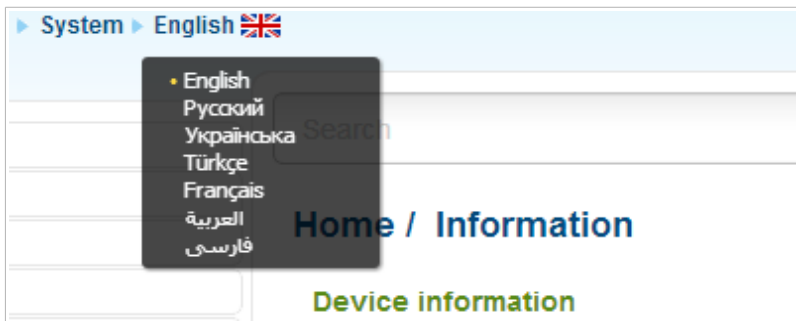 System English
English
Русский
Українська
Türkçe
Français
العربية
فارسی
Search
Home / Information
Device information